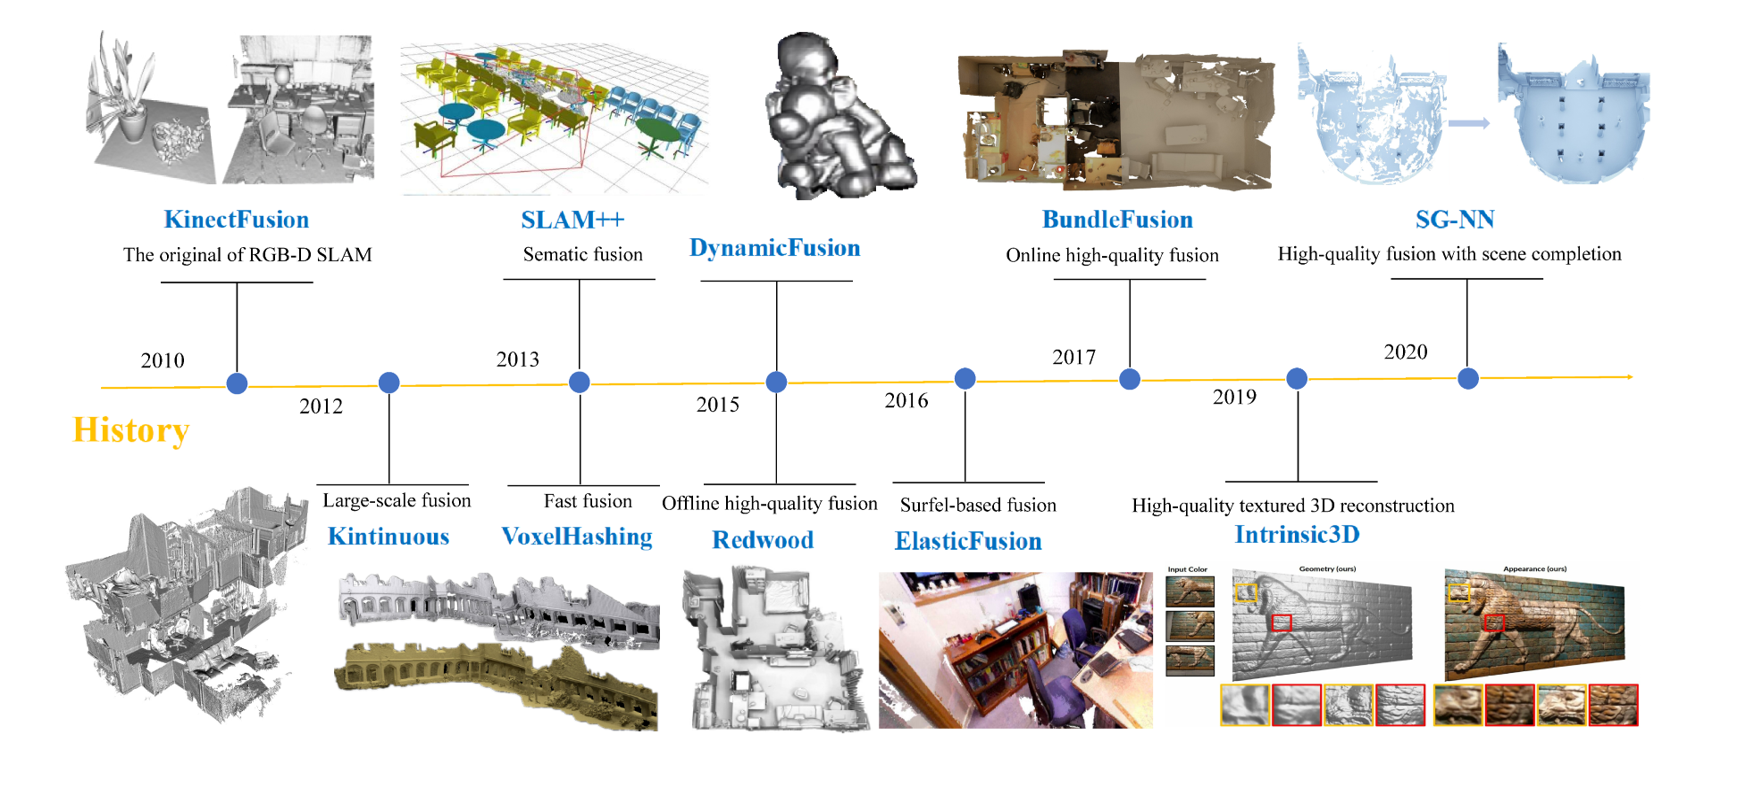 KinectFusion
The original of RGB-D SLAM
SLAM++
Sematic fusion
DynamicFusion
BundleFusion
Online high-quality fusion
SG-NN
High-quality fusion with scene completion
2010
2012
2013
2015
2016
2017
2019
2020
History
Large-scale fusion
Kintinuous
Fast fusion
VoxelHashing
Offline high-quality fusion
Redwood
Surfel-based fusion
ElasticFusion
High-quality textured 3D reconstruction
Intrinsic3D
Input Color
Geometry (ours)
Appearance (ours)